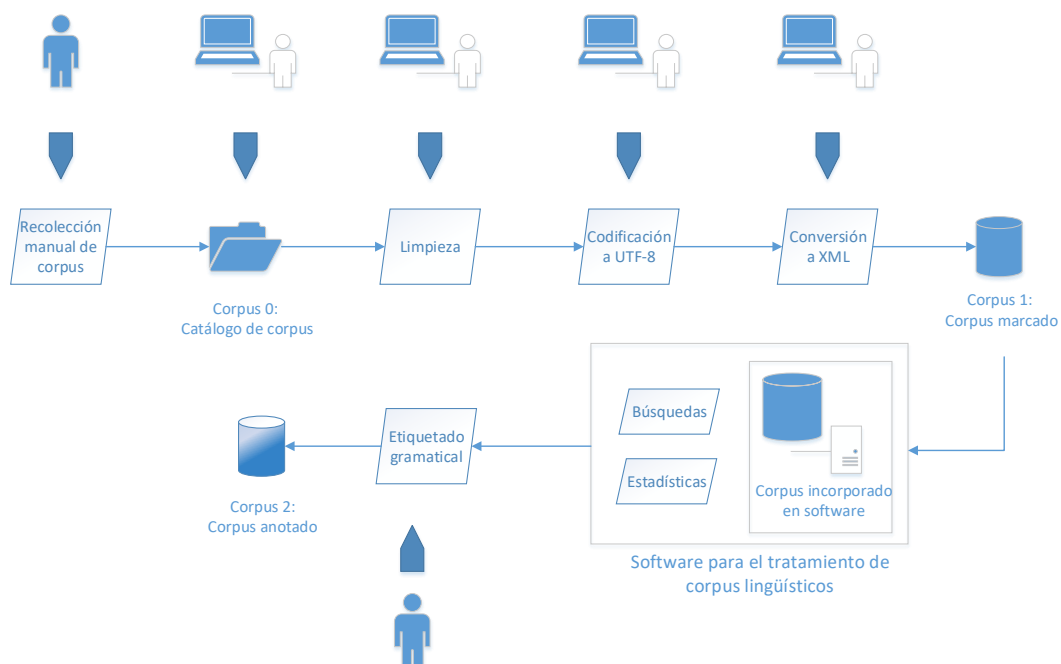 Recolección
manual de
corpus
Corpus 0:
Catálogo de corpus
Limpieza
Codificación
a UTF-8
Conversión
a XML
Corpus 1:
Corpus marcado
Búsquedas
Estadísticas
Corpus incorporado
en software
Software para el tratamiento de
corpus lingüísticos
Etiquetado
gramatical
Corpus 2:
Corpus anotado